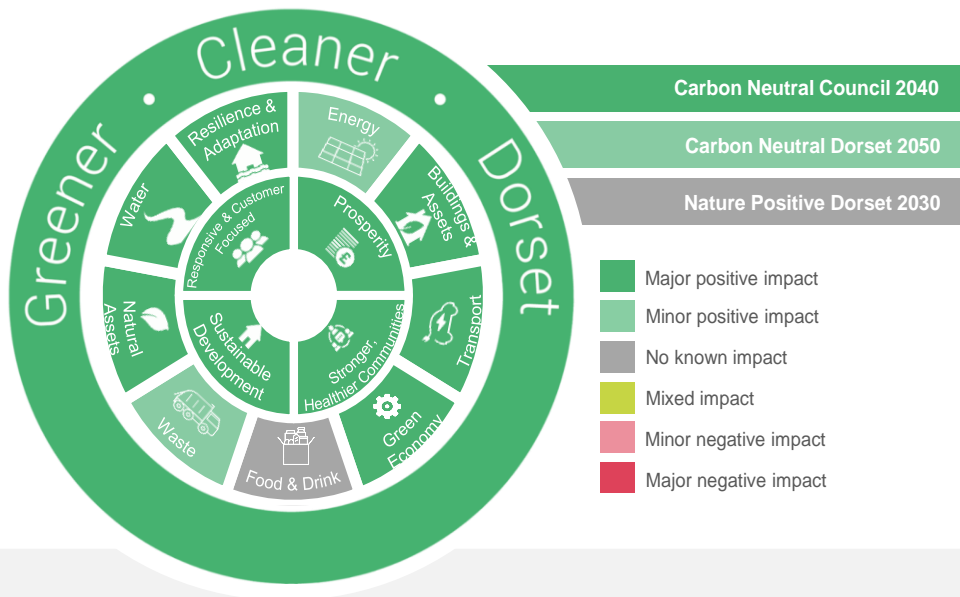 Greener
Cleaner
Dorset
Resilience &
Adaptation
Energy
Buildings &
Assets
Transport
Green
Economy
Food & Drink
Waste
Natural
Assets
Water
Responsive & Customer
Focused
Prosperity
Stronger,
Healthier Communities
Sustainable
Development
Carbon Neutral Council 2040
Carbon Neutral Dorset 2050
Nature Positive Dorset 2030
Major positive impact
Minor positive impact
No known impact
Mixed impact
Minor negative impact
Major negative impact